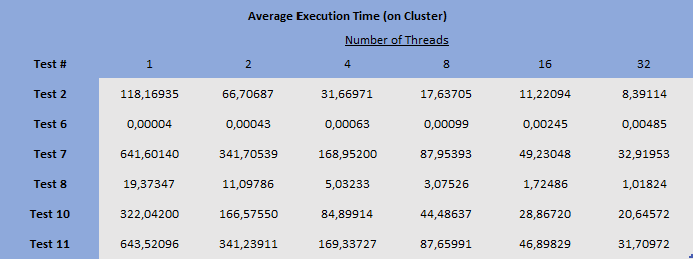 Average Execution Time (on Cluster)
Number of Threads
Test # 1 2 4 8 16 32
Test 2 118,16935 66,70687 31,66971 17,63705 11,22094 8,39114
Test 6 0,00004 0,00043 0,00063 0,00099 0,00245 0,00485
Test 7 641,60140 341,70539 168,95200 87,95393 49,23048 32,91953
Test 8 19,37347 11,09786 5,03233 3,07526 1,72486 1,01824
Test 10 322,04200 166,57550 84,89914 44,48637 28,86720 20,64572
Test 11 643,52096 341,23911 169,33727 87,65991 46,89829 31,70972